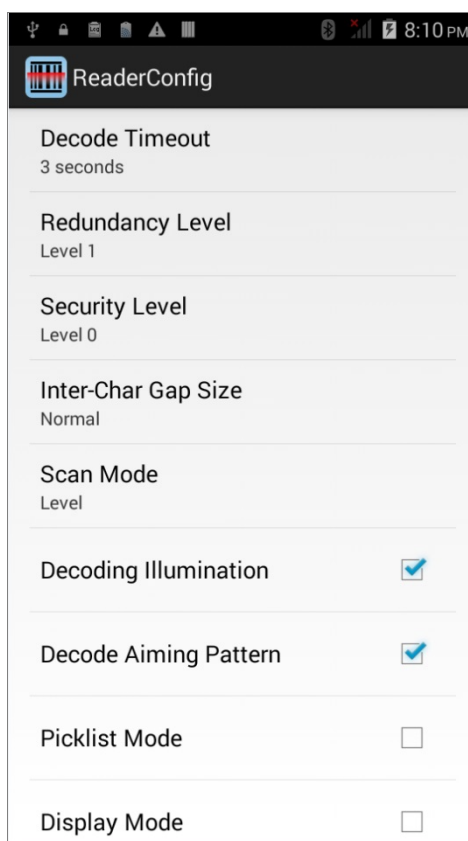 8:10 PM
ReaderConfig
Decode Timeout
3 seconds
Redundancy Level
Level 1
Security Level
Level 0
Inter-Char Gap Size
Normal
Scan Mode
Level
Decoding Illumination
Decode Aiming Pattern
Picklist Mode
Display Mode